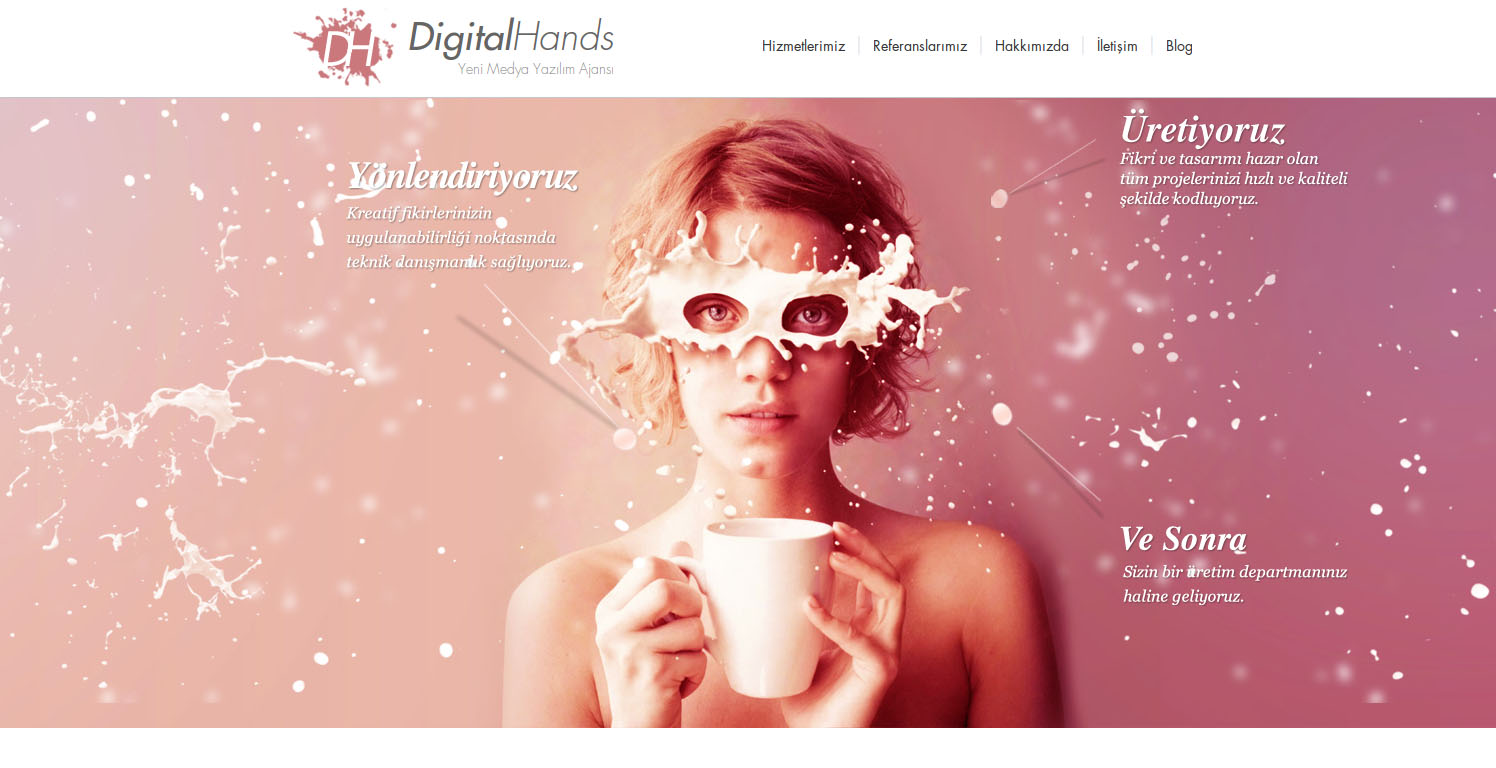 DH
DigitalHands
Yeni Medya Yazılım Ajansı
Hizmetlerimiz
Referanslarımız
Hakkımızda
İletişim
Blog
Yönlendiriyoruz
Kreatif fikirlerinizin
uygulanabilirliği noktasında
teknik danışmanlık sağlıyoruz.
Üretiyoruz
Fikri ve tasarımı hazır olan
tüm projelerinizi hızlı ve kaliteli
şekilde kodluyoruz.
Ve Sonra
Sizin bir üretim departmanınız
haline geliyoruz.